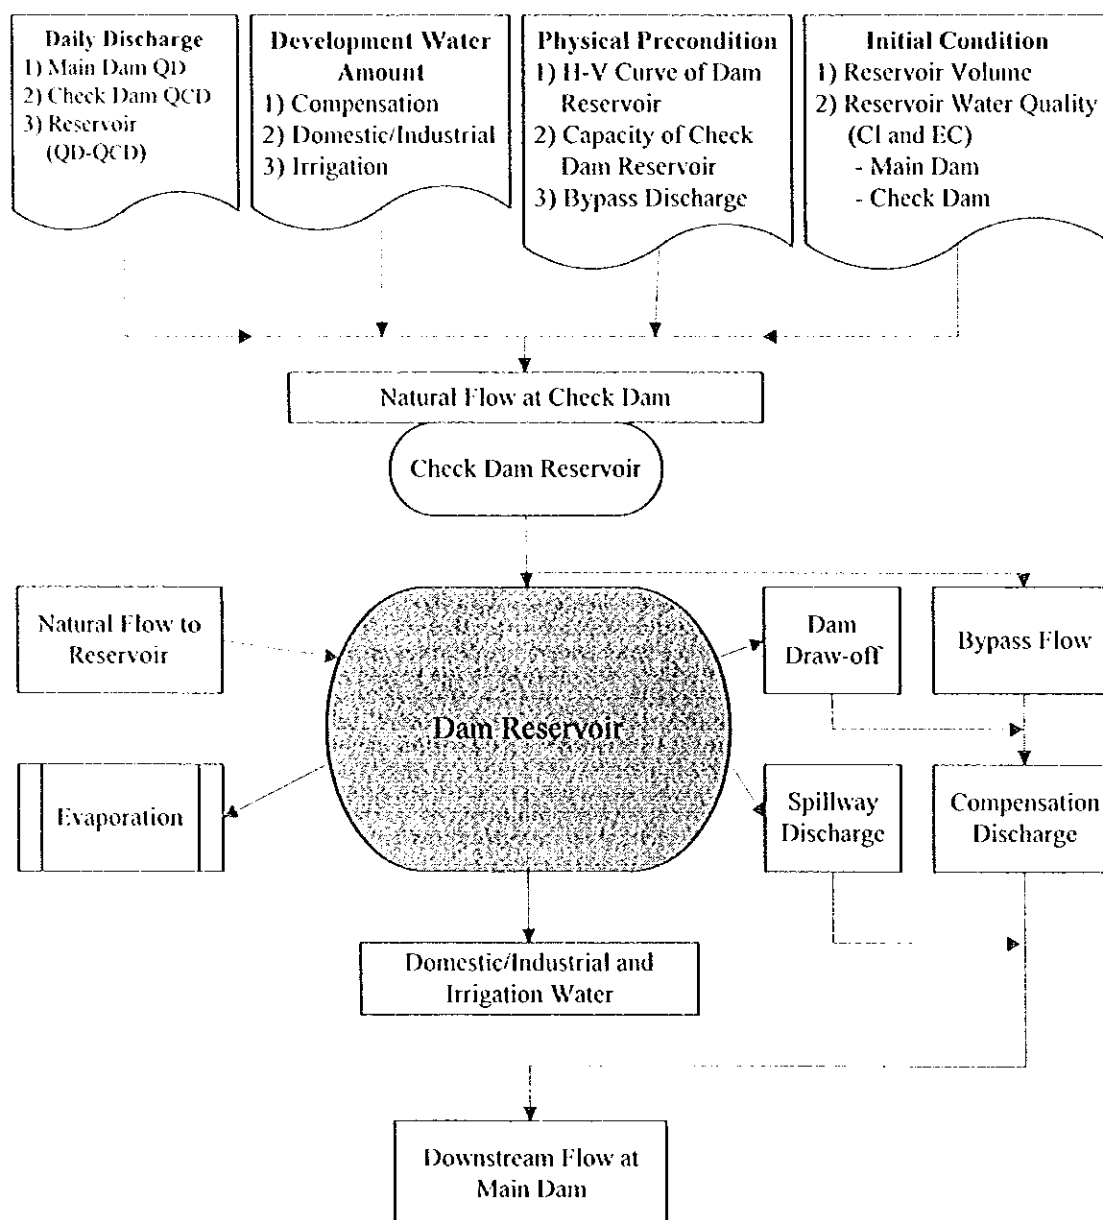 Daily Discharge
1) Main Dam QD
2) Check Dam QCD
3) Reservoir
(QD-QCD)
Development Water
Amount
1) Compensation
2) Domestic/Industrial
3) Irrigation
Physical Precondition
1) H-V Curve of Dam
Reservoir
2) Capacity of Check
Dam Reservoir
3) Bypass Discharge
Initial Condition
1) Reservoir Volume
2) Reservoir Water Quality
(Cl and EC)
- Main Dam
- Check Dam
Natural Flow at Check Dam
Check Dam Reservoir
Natural Flow to
Reservoir
Dam
Draw-off
Bypass Flow
Dam Reservoir
Evaporation
Spillway
Discharge
Compensation
Discharge
Domestic/Industrial and
Irrigation Water
Downstream Flow at
Main Dam